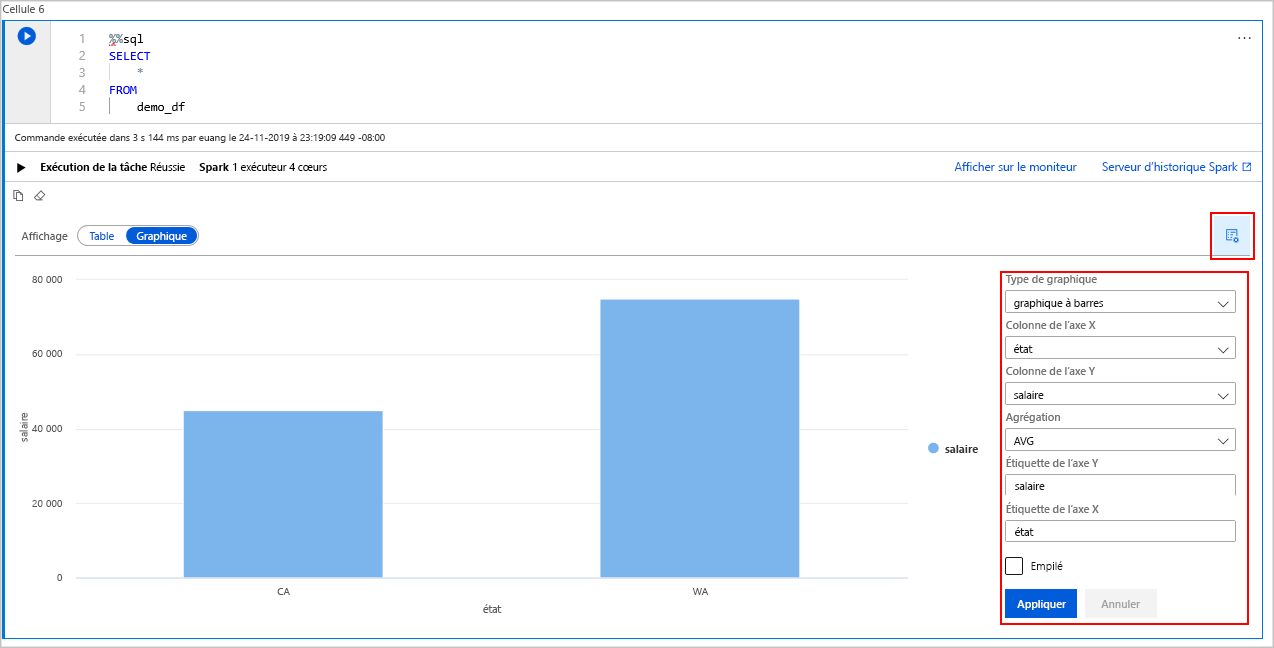 Cellule 6
1 %%sql
2 SELECT
3 *
4 FROM
5 demo_df
...
Commande exécutée dans 3 s 144 ms par euang le 24-11-2019 à 23:19:09 449 -08:00
Exécution de la tâche Réussie Spark 1 exécuteur 4 cœurs Afficher sur le moniteur Serveur d'historique Spark
Affichage Table Graphique
80 000
60 000
40 000
20 000
0
salaire
CA WA
état
salaire
Type de graphique
graphique à barres
Colonne de l'axe X
état
Colonne de l'axe Y
salaire
Agrégation
AVG
Étiquette de l'axe Y
salaire
Étiquette de l'axe X
état
Empilé
Appliquer Annuler